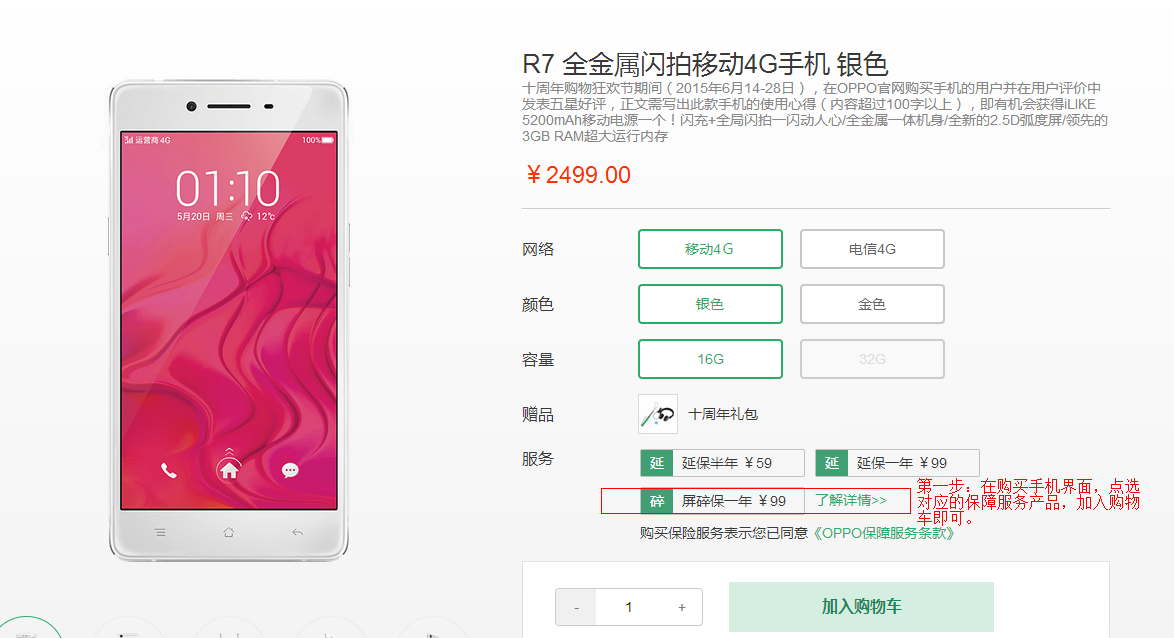 R7 全金属闪拍移动4G手机 银色
十周年购物狂欢节期间（2015年6月14-28日），在OPPO官网购买手机的用户并在用户评价中
发表五星好评，正文需写出此款手机的使用心得（内容超过100字以上），即有机会获得iLIKE
5200mAh移动电源一个！闪充+全局闪拍一闪动人心/全金属一体机身/全新的2.5D弧度屏/领先的
3GB RAM超大运行内存
￥2499.00
运营商 4G 100%
01:10
5月20日 周三 12℃
网络 移动4G 电信4G
颜色 银色 金色
容量 16G 32G
赠品 十周年礼包
服务 延 延保半年 ￥59 延 延保一年 ￥99
碎 屏碎保一年 ￥99 了解详情>>
第一步：在购买手机界面，点选
对应的保障服务产品，加入购物
车即可。
购买保险服务表示您已同意《OPPO保障服务条款》
- 1 + 加入购物车